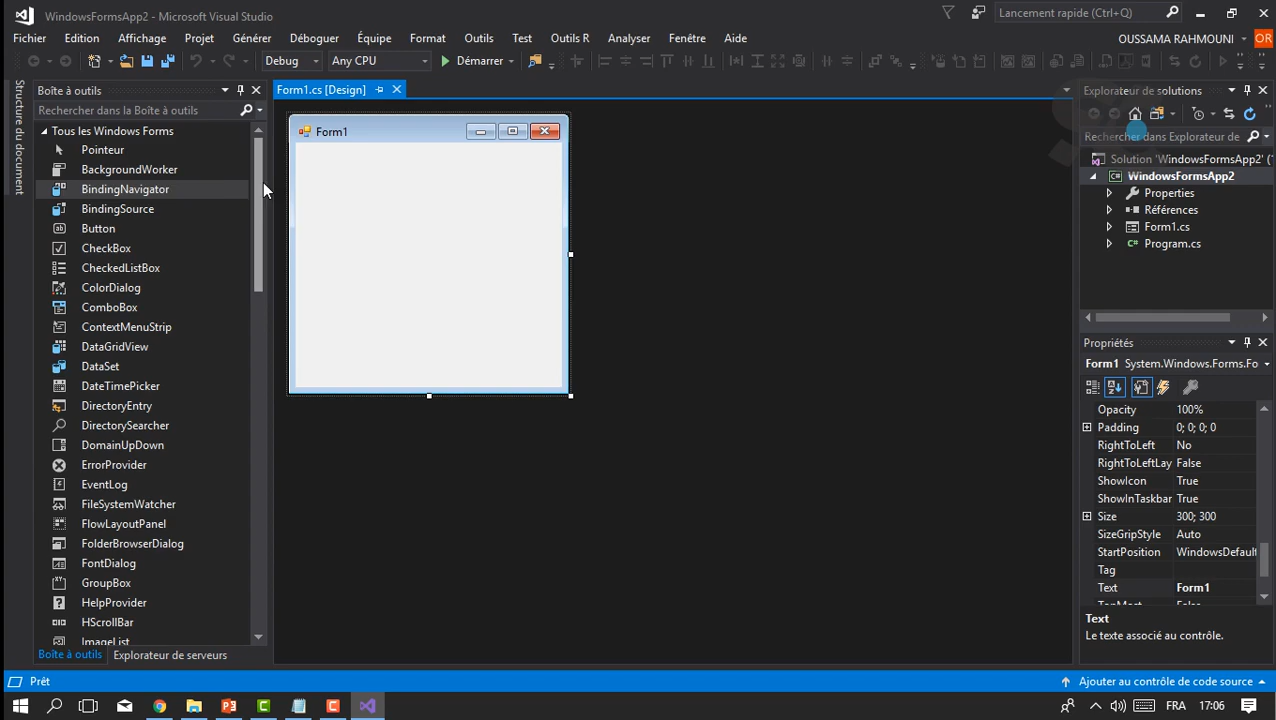 WindowsFormsApp2 - Microsoft Visual Studio
Lancement rapide (Ctrl+Q)
Fichier Edition Affichage Projet Générer Déboguer Équipe Format Outils Test Outils R Analyser Fenêtre Aide
OUSSAMA RAHMOUNI OR
Debug Any CPU Démarrer
Structure du document
Boîte à outils
Rechercher dans la Boîte à outils
Tous les Windows Forms
Pointeur
BackgroundWorker
BindingNavigator
BindingSource
Button
CheckBox
CheckedListBox
ColorDialog
ComboBox
ContextMenuStrip
DataGridView
DataSet
DateTimePicker
DirectoryEntry
DirectorySearcher
DomainUpDown
ErrorProvider
EventLog
FileSystemWatcher
FlowLayoutPanel
FolderBrowserDialog
FontDialog
GroupBox
HelpProvider
HScrollBar
ImageList
Boîte à outils Explorateur de serveurs
Form1.cs [Design]
Form1
Explorateur de solutions
Rechercher dans Explorateur de
Solution 'WindowsFormsApp2' (
WindowsFormsApp2
Properties
Références
Form1.cs
Program.cs
Propriétés
Form1 System.Windows.Forms.Fo
Opacity 100%
Padding 0; 0; 0; 0
RightToLeft No
RightToLeftLay False
ShowIcon True
ShowInTaskbar True
Size 300; 300
SizeGripStyle Auto
StartPosition WindowsDefault
Tag
Text Form1
TopMost False
Text
Le texte associé au contrôle.
Prêt
Ajouter au contrôle de code source
FRA 17:06